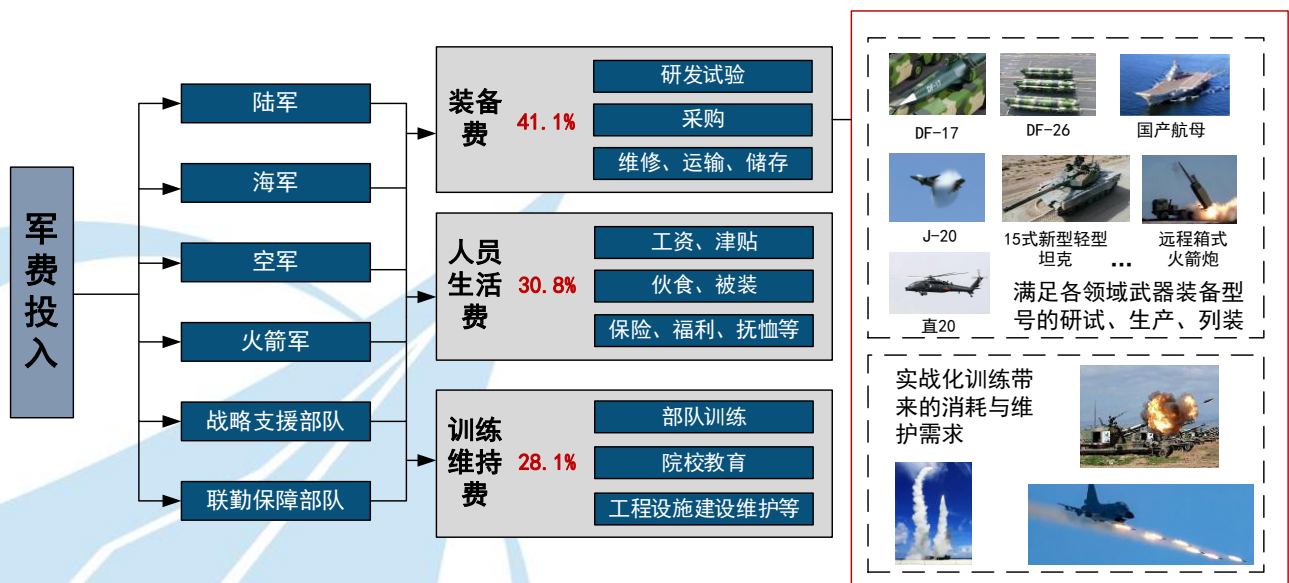 军费投入
陆军
海军
空军
火箭军
战略支援部队
联勤保障部队
装备
费
41.1%
研发试验
采购
维修、运输、储存
人员
生活
费
30.8%
工资、津贴
伙食、被装
保险、福利、抚恤等
训练
维持
费
28.1%
部队训练
院校教育
工程设施建设维护等
DF-17
DF-17
DF-26
国产航母
J-20
15式新型轻型
坦克
...
远程箱式
火箭炮
直20
满足各领域武器装备型
号的研试、生产、列装
实战化训练带
来的消耗与维
护需求